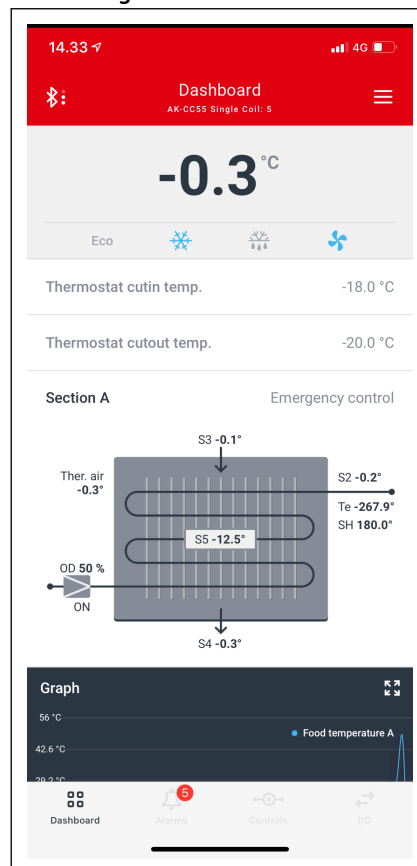 14.33
4G
Dashboard
AK-CC55 Single Coil: 5
-0.3 °C
Eco
Thermostat cutin temp. -18.0 °C
Thermostat cutout temp. -20.0 °C
Section A Emergency control
S3 -0.1°
Ther. air
-0.3°
S2 -0.2°
Te -267.9°
SH 180.0°
S5 -12.5°
OD 50 %
ON
S4 -0.3°
Graph
56 °C
Food temperature A
42.6 °C
29.2 °C
5
Dashboard Alarms Controls I/O